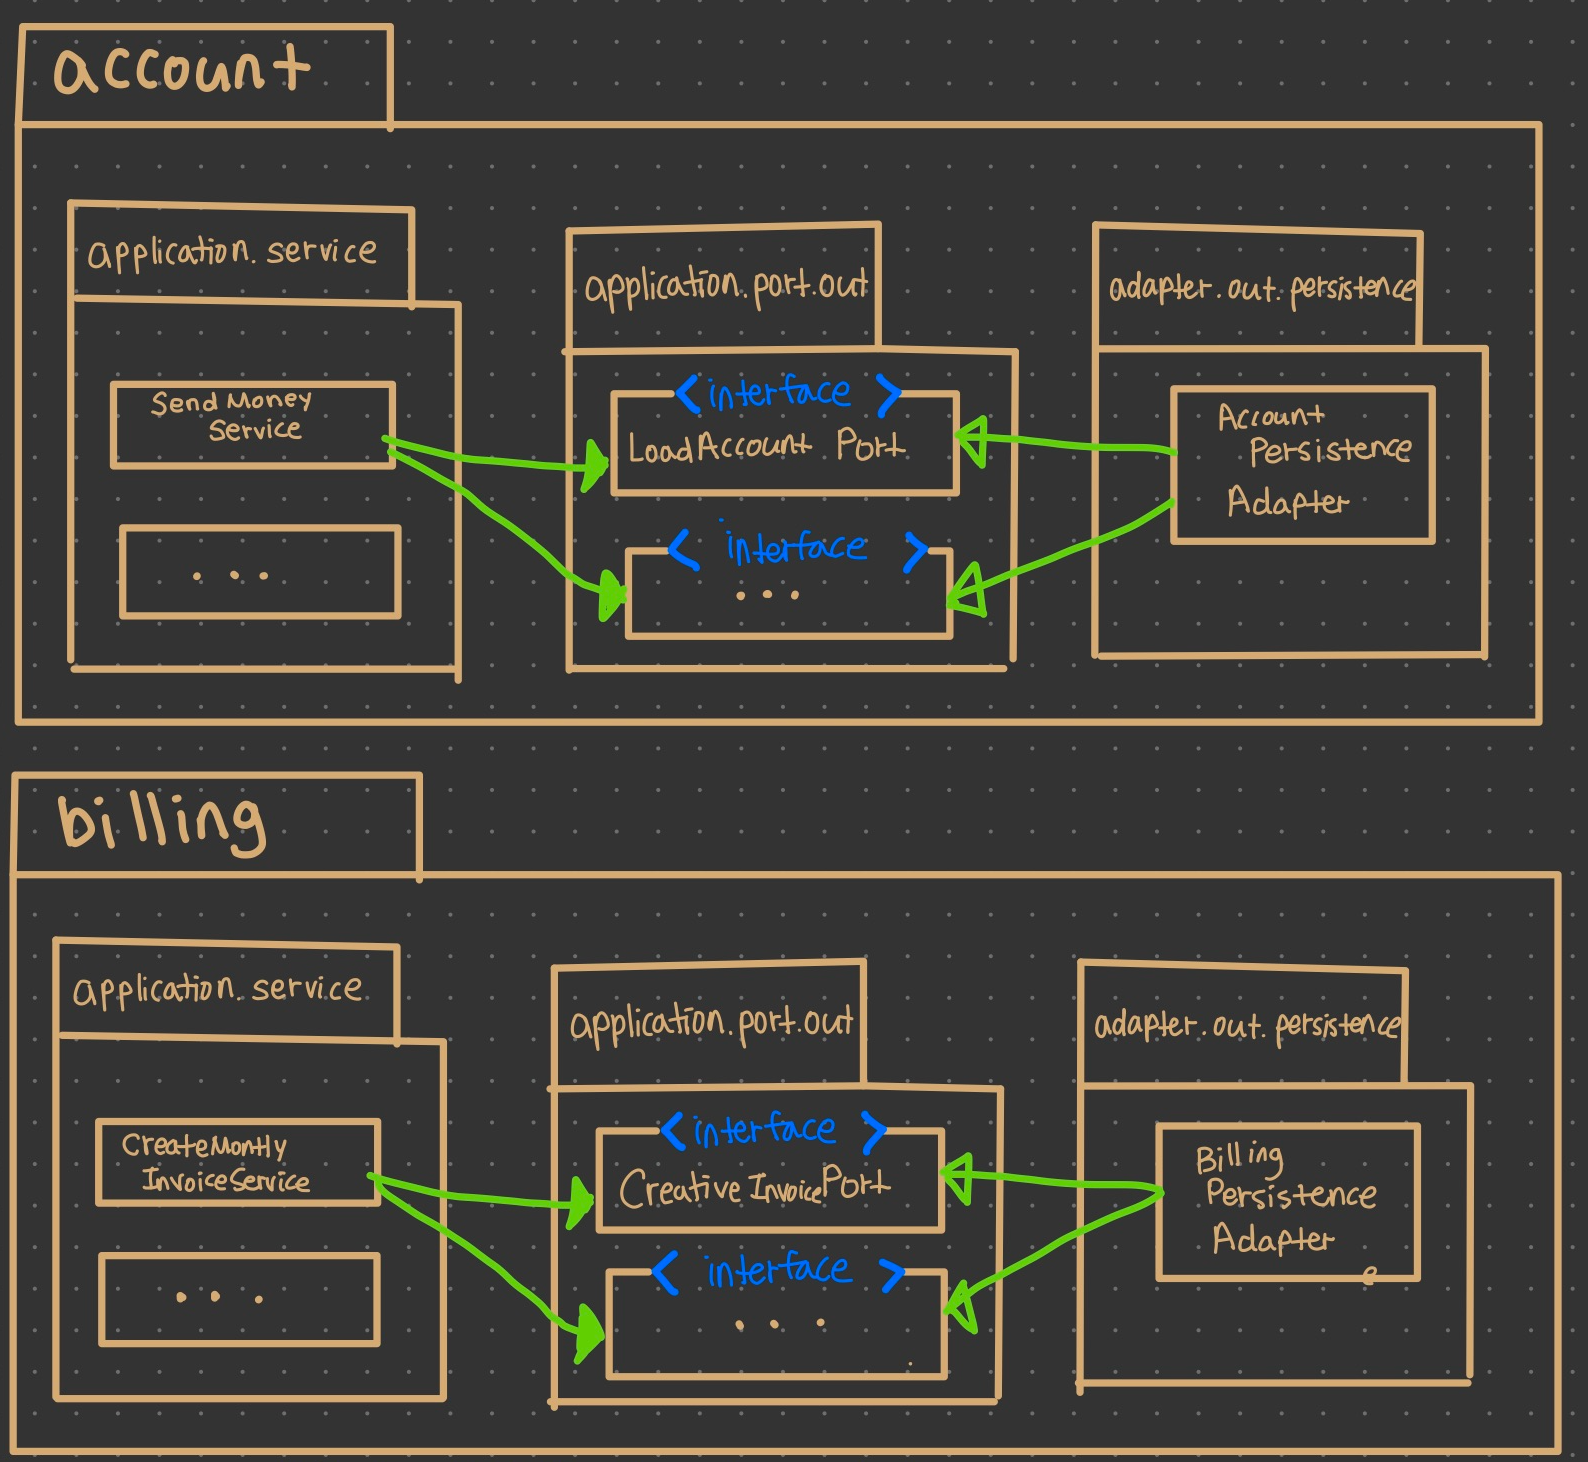 account
application.service
application.port.out
adapter.out.persistence
<interface>
Send Money
Service
LoadAccount Port
Account
Persistence
Adapter
<interface>
...
...
billing
application.service
application.port.out
adapter.out.persistence
<interface>
CreateMontly
InvoiceService
Creative InvoicePort
Billing
Persistence
Adapter
e
<interface>
...
...